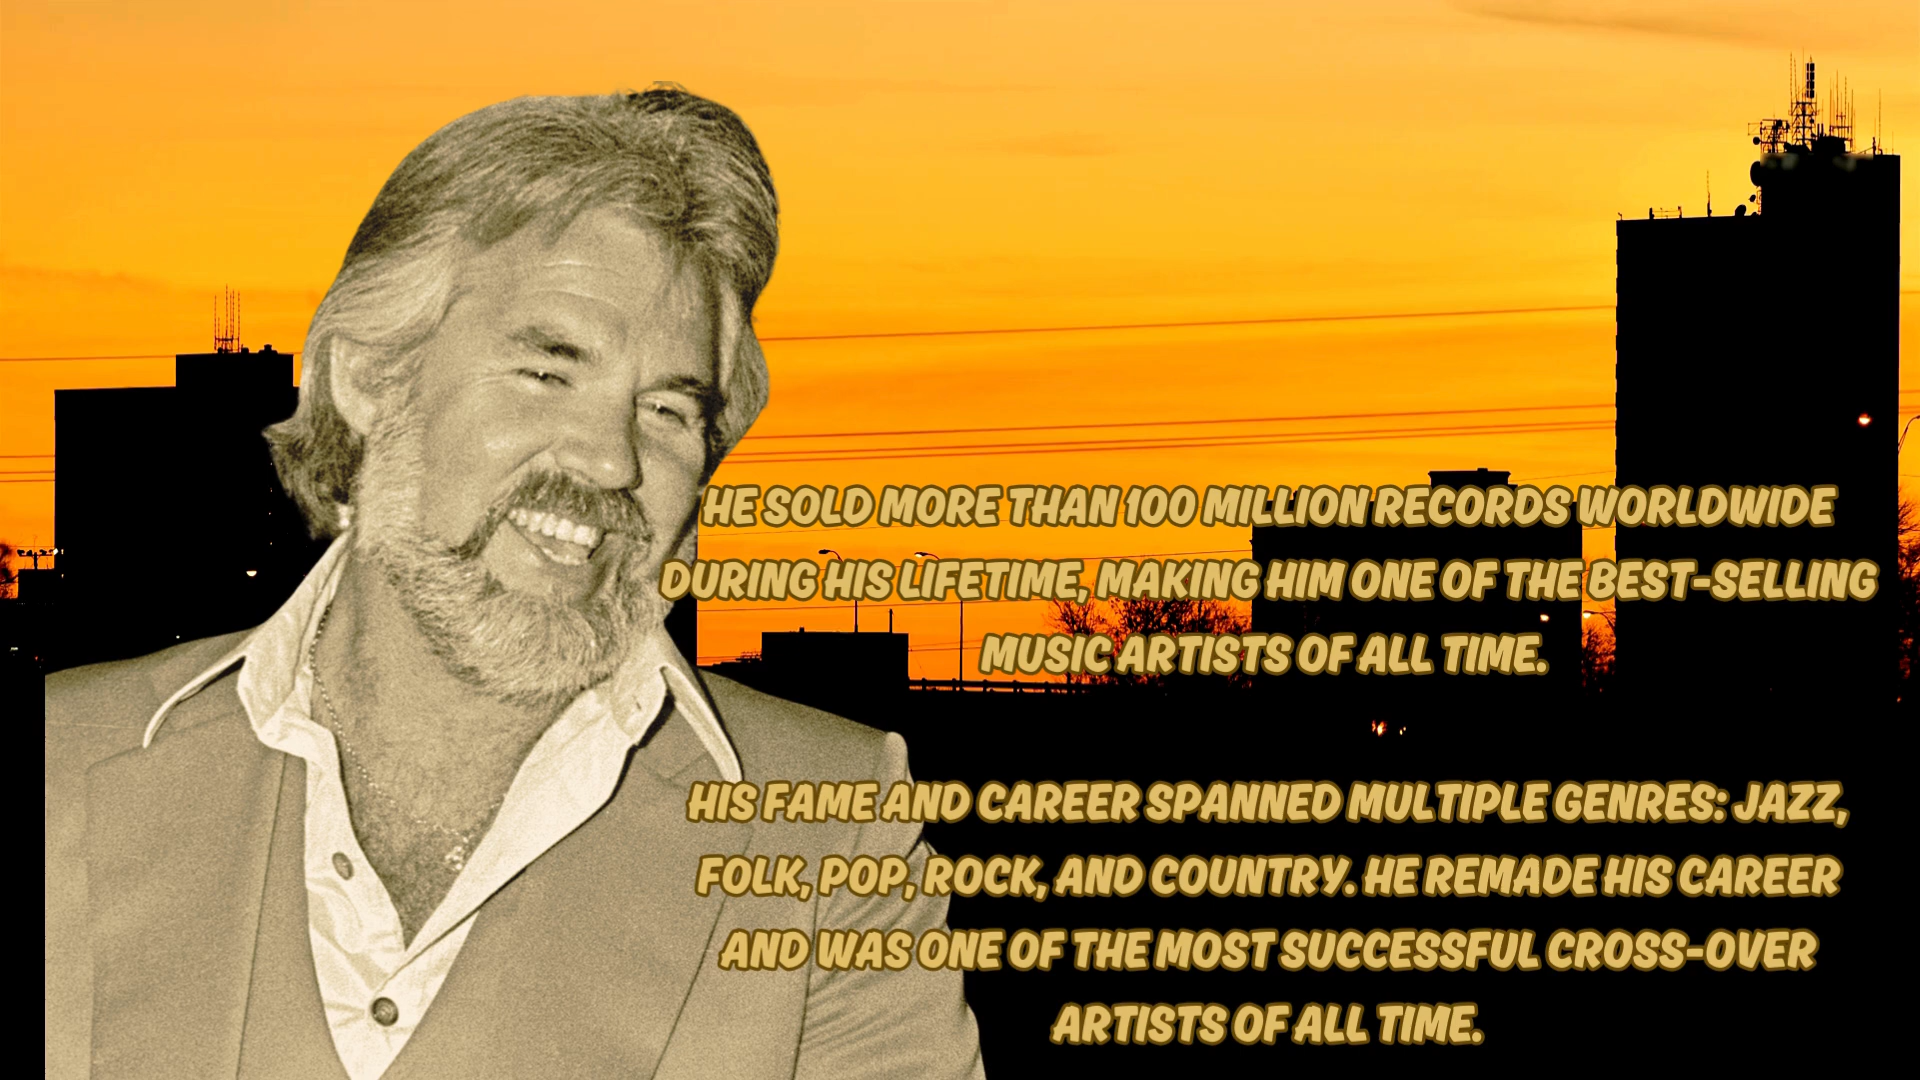 HE SOLD MORE THAN 100 MILLION RECORDS WORLDWIDE
DURING HIS LIFETIME, MAKING HIM ONE OF THE BEST-SELLING
MUSIC ARTISTS OF ALL TIME.
HIS FAME AND CAREER SPANNED MULTIPLE GENRES: JAZZ,
FOLK, POP, ROCK, AND COUNTRY. HE REMADE HIS CAREER
AND WAS ONE OF THE MOST SUCCESSFUL CROSS-OVER
ARTISTS OF ALL TIME.